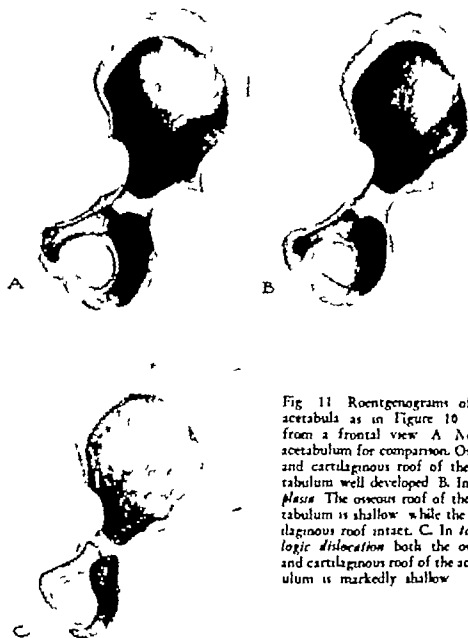 A
B
C
Fig 11 Roentgenograms of
acetabula as in Figure 10
from a frontal view A
acetabulum for comparison.
and cartilaginous roof of the
tabulum well developed B. In
plasia The osseous roof of the
tabulum is shallow while the
ilaginous roof intact. C. In
logic dislocation both the
and cartilaginous roof of the
ulum is markedly shallow